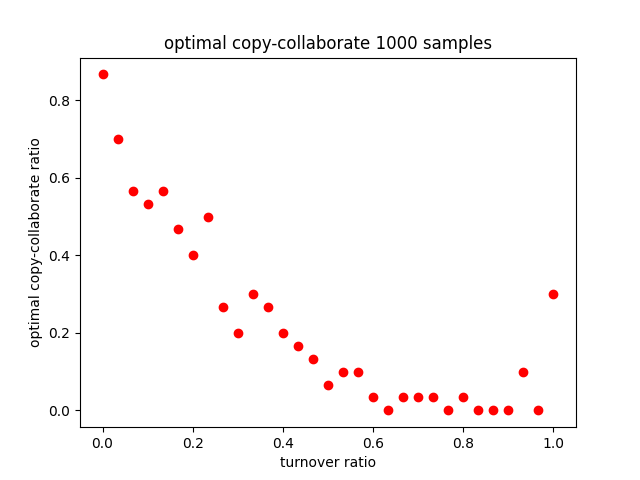 optimal copy-collaborate 1000 samples
optimal copy-collaborate ratio
0.8
0.6
0.4
0.2
0.0
0.0 0.2 0.4 0.6 0.8 1.0
turnover ratio